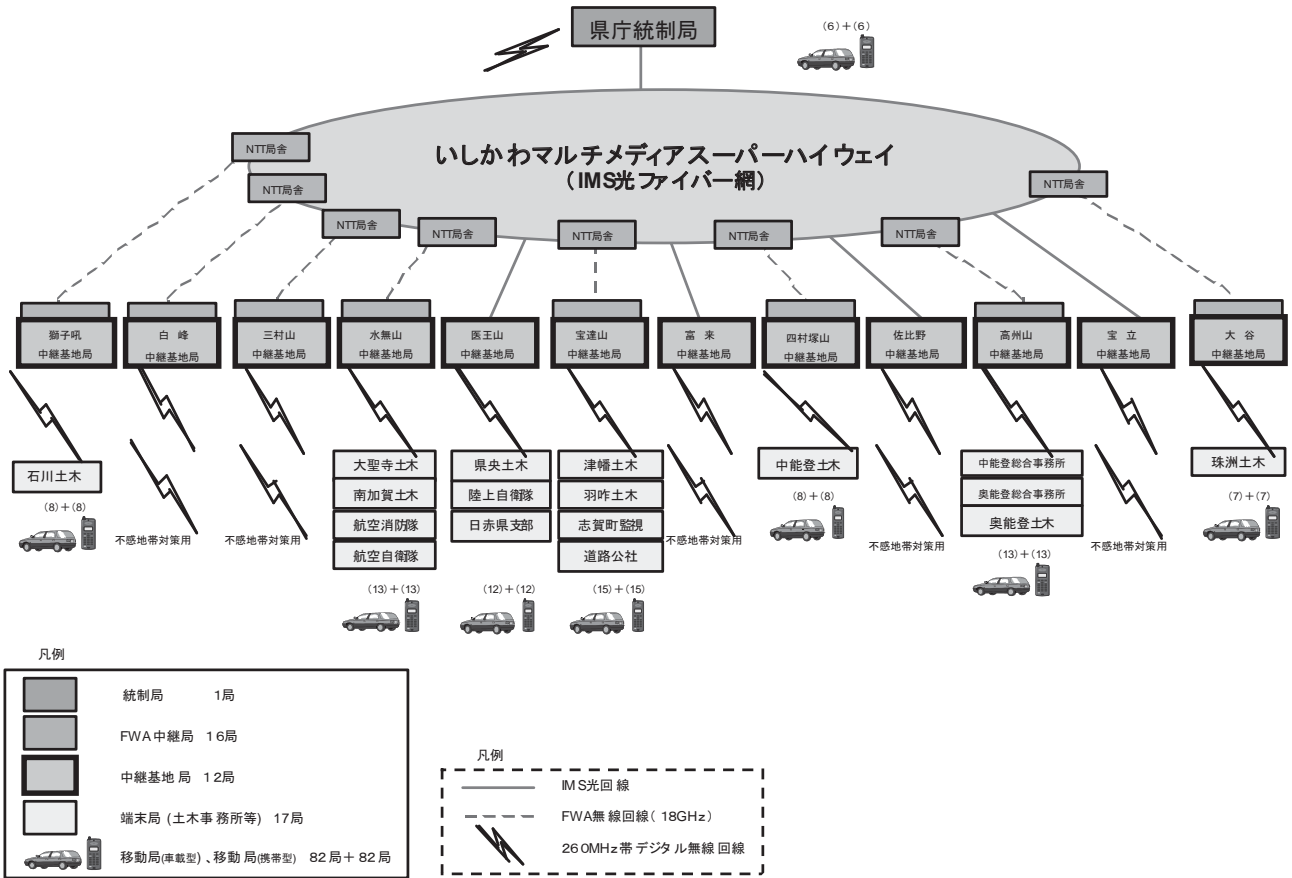 県庁統制局
(6)+(6)
いしかわマルチメディアスーパーハイウェイ
(IMS光ファイバー網)
NTT局舎
NTT局舎
NTT局舎
NTT局舎
NTT局舎
NTT局舎
NTT局舎
NTT局舎
獅子吼
中継基地局
白 峰
中継基地局
三村山
中継基地局
水無山
中継基地局
医王山
中継基地局
宝達山
中継基地局
富 来
中継基地局
四村塚山
中継基地局
佐比野
中継基地局
高州山
中継基地局
宝 立
中継基地局
大 谷
中継基地局
石川土木
(8)+(8)
不感地帯対策用
不感地帯対策用
大聖寺土木
南加賀土木
航空消防隊
航空自衛隊
(13)+(13)
県央土木
陸上自衛隊
日赤県支部
(12)+(12)
津幡土木
羽咋土木
志賀町監視
道路公社
(15)+(15)
不感地帯対策用
中能登土木
(8)+(8)
不感地帯対策用
中能登総合事務所
奥能登総合事務所
奥能登土木
(13)+(13)
不感地帯対策用
珠洲土木
(7)+(7)
凡例
統制局 1局
FWA中継局 16局
中継基地局 12局
端末局(土木事務所等) 17局
移動局(車載型)、移動局(携帯型) 82局+82局
凡例
IMS光回線
FWA無線回線(18GHz)
260MHz帯デジタル無線回線